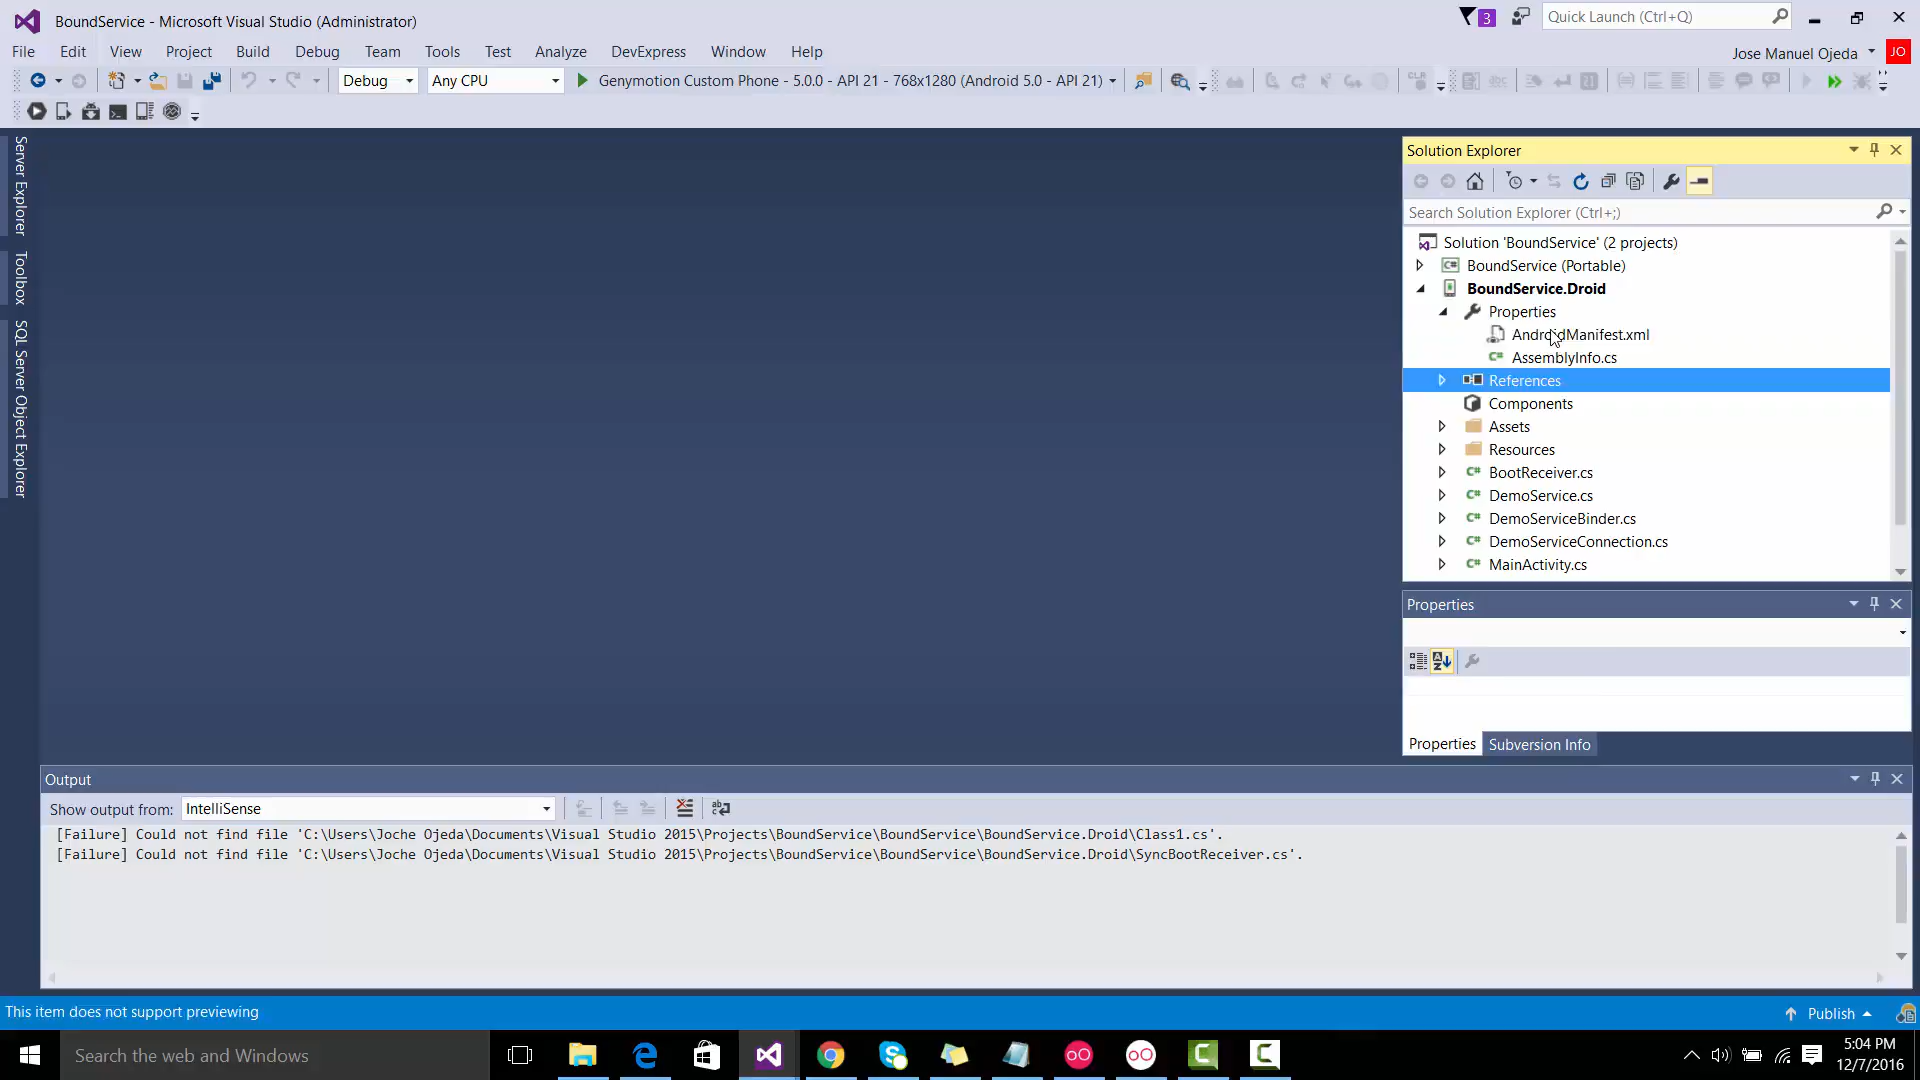 BoundService - Microsoft Visual Studio (Administrator)
3
Quick Launch (Ctrl+Q)
File Edit View Project Build Debug Team Tools Test Analyze DevExpress Window Help
Jose Manuel Ojeda JO
Debug Any CPU Genymotion Custom Phone - 5.0.0 - API 21 - 768x1280 (Android 5.0 - API 21)
Server Explorer
Toolbox
SQL Server Object Explorer
Solution Explorer
Search Solution Explorer (Ctrl+;)
Solution 'BoundService' (2 projects)
BoundService (Portable)
BoundService.Droid
Properties
AndroidManifest.xml
AssemblyInfo.cs
References
Components
Assets
Resources
BootReceiver.cs
DemoService.cs
DemoServiceBinder.cs
DemoServiceConnection.cs
MainActivity.cs
Properties
Properties Subversion Info
Output
Show output from: IntelliSense
[Failure] Could not find file 'C:\Users\Joche Ojeda\Documents\Visual Studio 2015\Projects\BoundService\BoundService\BoundService.Droid\Class1.cs'.
[Failure] Could not find file 'C:\Users\Joche Ojeda\Documents\Visual Studio 2015\Projects\BoundService\BoundService\BoundService.Droid\SyncBootReceiver.cs'.
This item does not support previewing
Publish
Search the web and Windows
5:04 PM
12/7/2016